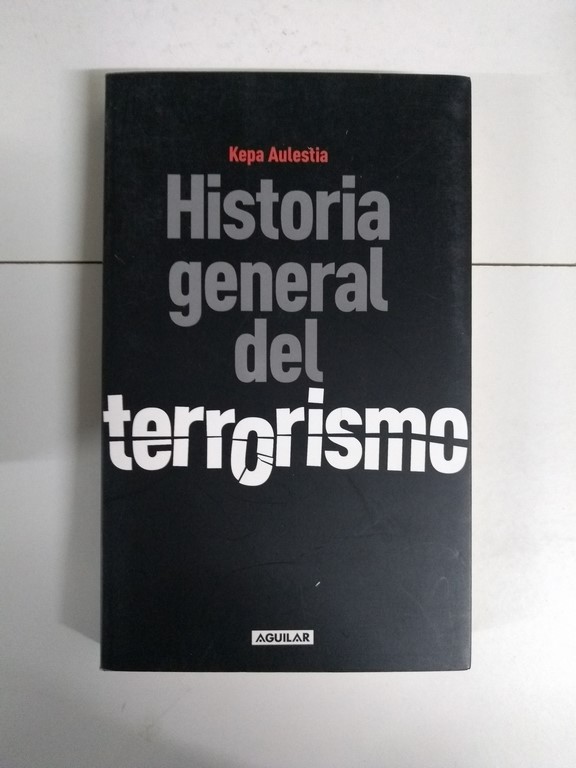 Kepa Aulestia
Historia
general
del
terrorismo
AGUILAR